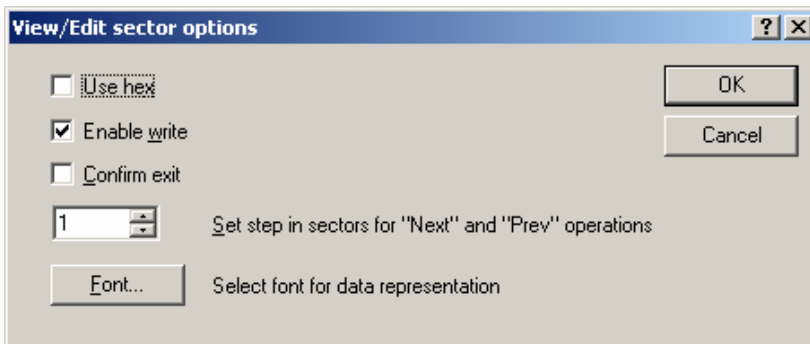 View/Edit sector options
Use hex
OK
Enable write
Cancel
Confirm exit
1 Set step in sectors for "Next" and "Prev" operations
Font... Select font for data representation